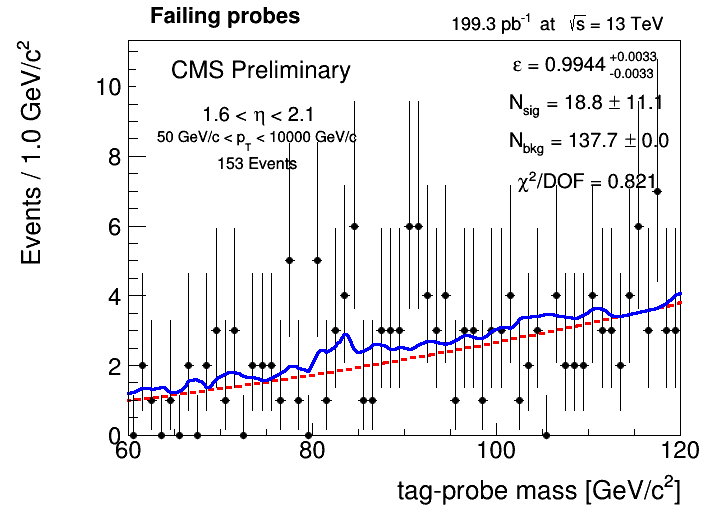 Failing probes
199.3 pb⁻¹ at √s = 13 TeV
CMS Preliminary
ε = 0.9944 +0.0033 -0.0033
1.6 < η < 2.1
N_sig = 18.8 ± 11.1
50 GeV/c < p_T < 10000 GeV/c
N_bkg = 137.7 ± 0.0
153 Events
χ²/DOF = 0.821
Events / 1.0 GeV/c²
10
8
6
4
2
0
60 80 100 120
tag-probe mass [GeV/c²]